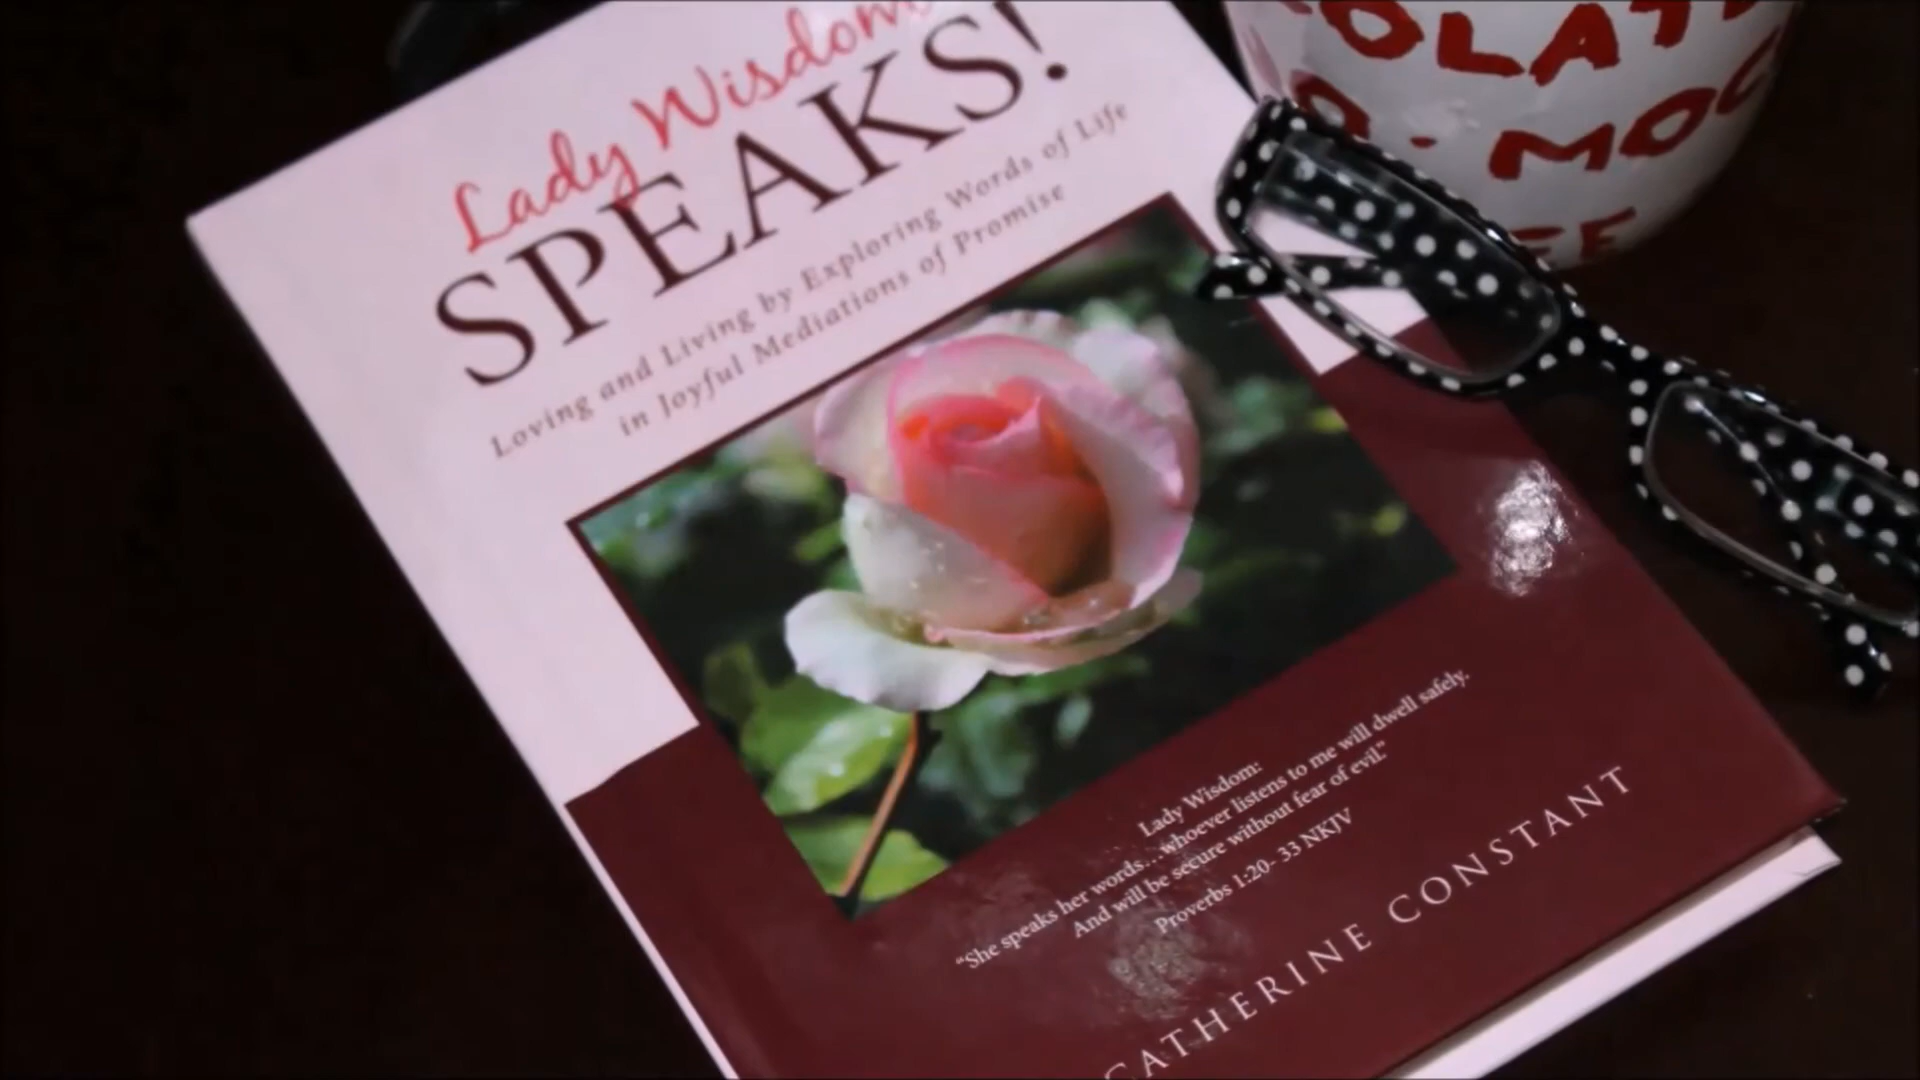 Lady Wisdom
SPEAKS!
Loving and Living by Exploring Words of Life
in Joyful Mediations of Promise
Lady Wisdom:
“She speaks her words…whoever listens to me will dwell safely.
And will be secure without fear of evil.”
Proverbs 1:20- 33 NKJV
CATHERINE CONSTANT
OLAT
MOC